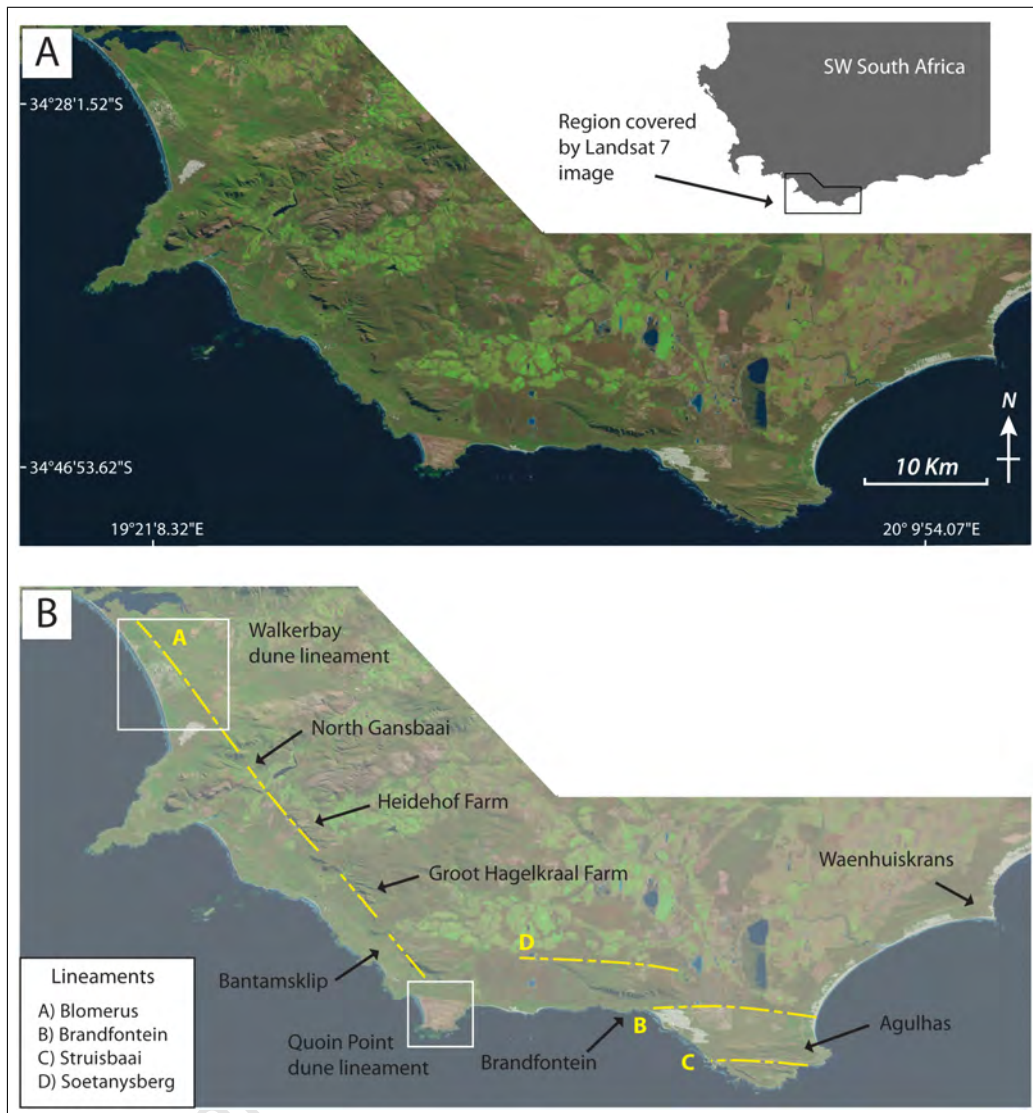 A
SW South Africa
34°28'1.52"S
Region covered
by Landsat 7
image
N
34°46'53.62"S
10 Km
19°21'8.32"E
20° 9'54.07"E
B
A
Walkerbay
dune lineament
North Gansbaai
Heidehof Farm
Groot Hagelkraal Farm
Waenhuiskrans
D
Bantamsklip
Lineaments
A) Blomerus
B) Brandfontein
C) Struisbaai
D) Soetanysberg
Quoin Point
dune lineament
B
Brandfontein
Agulhas
C